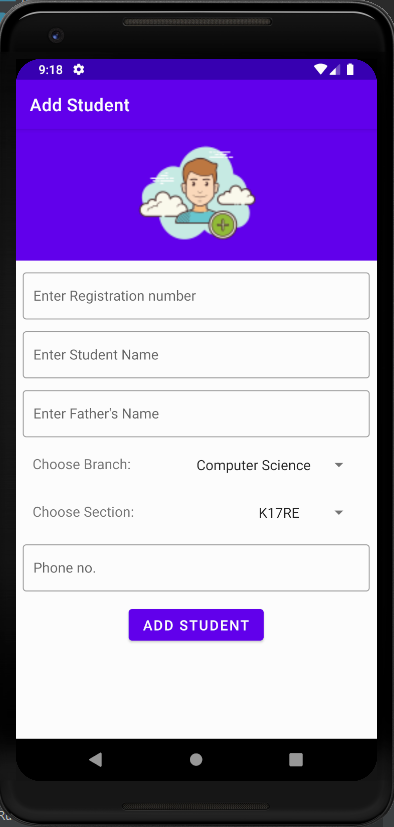 9:18
Add Student
Enter Registration number
Enter Student Name
Enter Father's Name
Choose Branch: Computer Science
Choose Section: K17RE
Phone no.
ADD STUDENT